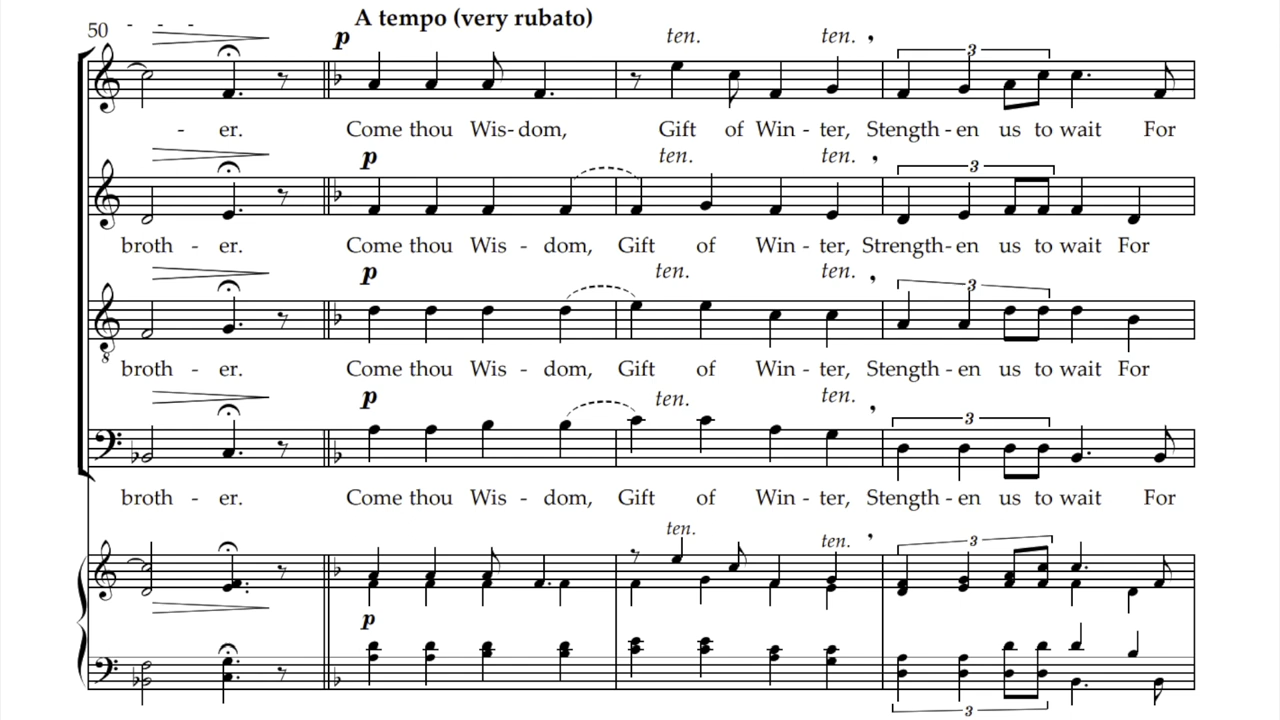 50 - - - A tempo (very rubato)
p ten. ten. ,
3
- er. Come thou Wis - dom, Gift of Win - ter, Stength - en us to wait For
p ten. ten. ,
3
broth - er. Come thou Wis - dom, Gift of Win - ter, Strength - en us to wait For
p ten. ten. ,
3
8
broth - er. Come thou Wis - dom, Gift of Win - ter, Stength - en us to wait For
p ten. ten. ,
3
broth - er. Come thou Wis - dom, Gift of Win - ter, Stength - en us to wait For
ten. ten. ,
3
p
3